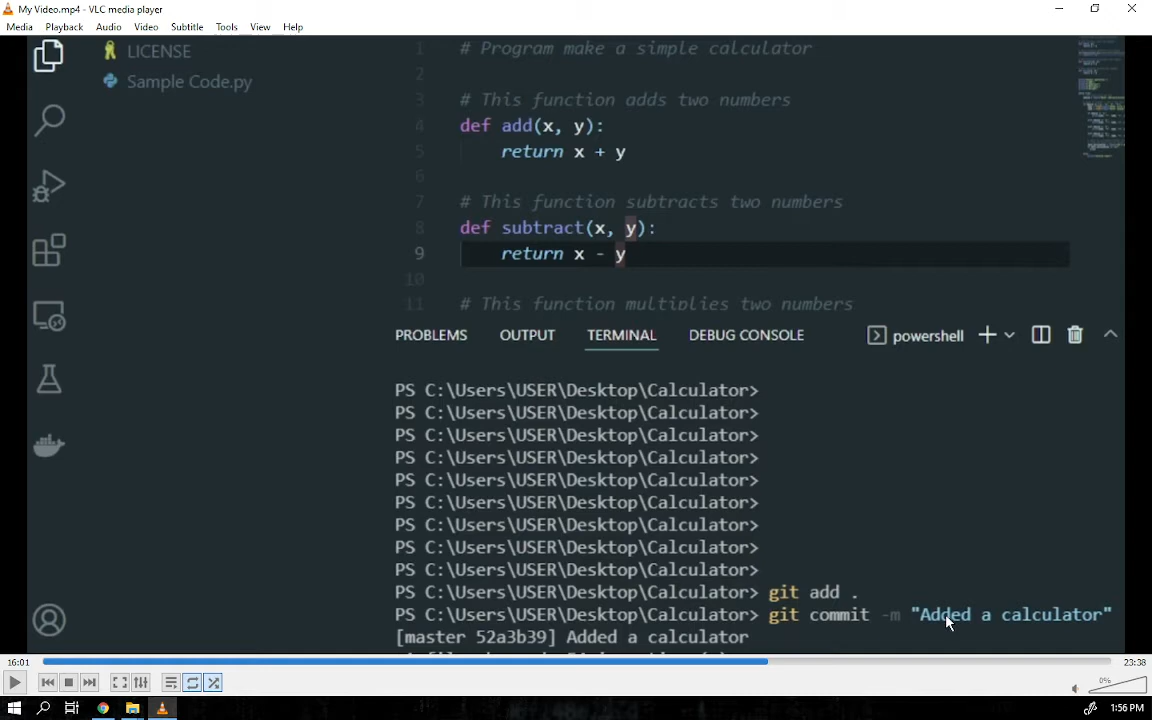 My Video.mp4 - VLC media player
Media Playback Audio Video Subtitle Tools View Help
LICENSE
Sample Code.py
1 # Program make a simple calculator
2
3 # This function adds two numbers
4 def add(x, y):
5 return x + y
6
7 # This function subtracts two numbers
8 def subtract(x, y):
9 return x - y
10
11 # This function multiplies two numbers
PROBLEMS OUTPUT TERMINAL DEBUG CONSOLE powershell
PS C:\Users\USER\Desktop\Calculator>
PS C:\Users\USER\Desktop\Calculator>
PS C:\Users\USER\Desktop\Calculator>
PS C:\Users\USER\Desktop\Calculator>
PS C:\Users\USER\Desktop\Calculator>
PS C:\Users\USER\Desktop\Calculator>
PS C:\Users\USER\Desktop\Calculator>
PS C:\Users\USER\Desktop\Calculator>
PS C:\Users\USER\Desktop\Calculator>
PS C:\Users\USER\Desktop\Calculator> git add .
PS C:\Users\USER\Desktop\Calculator> git commit -m "Added a calculator"
[master 52a3b39] Added a calculator
16:01 23:38
0%
1:56 PM